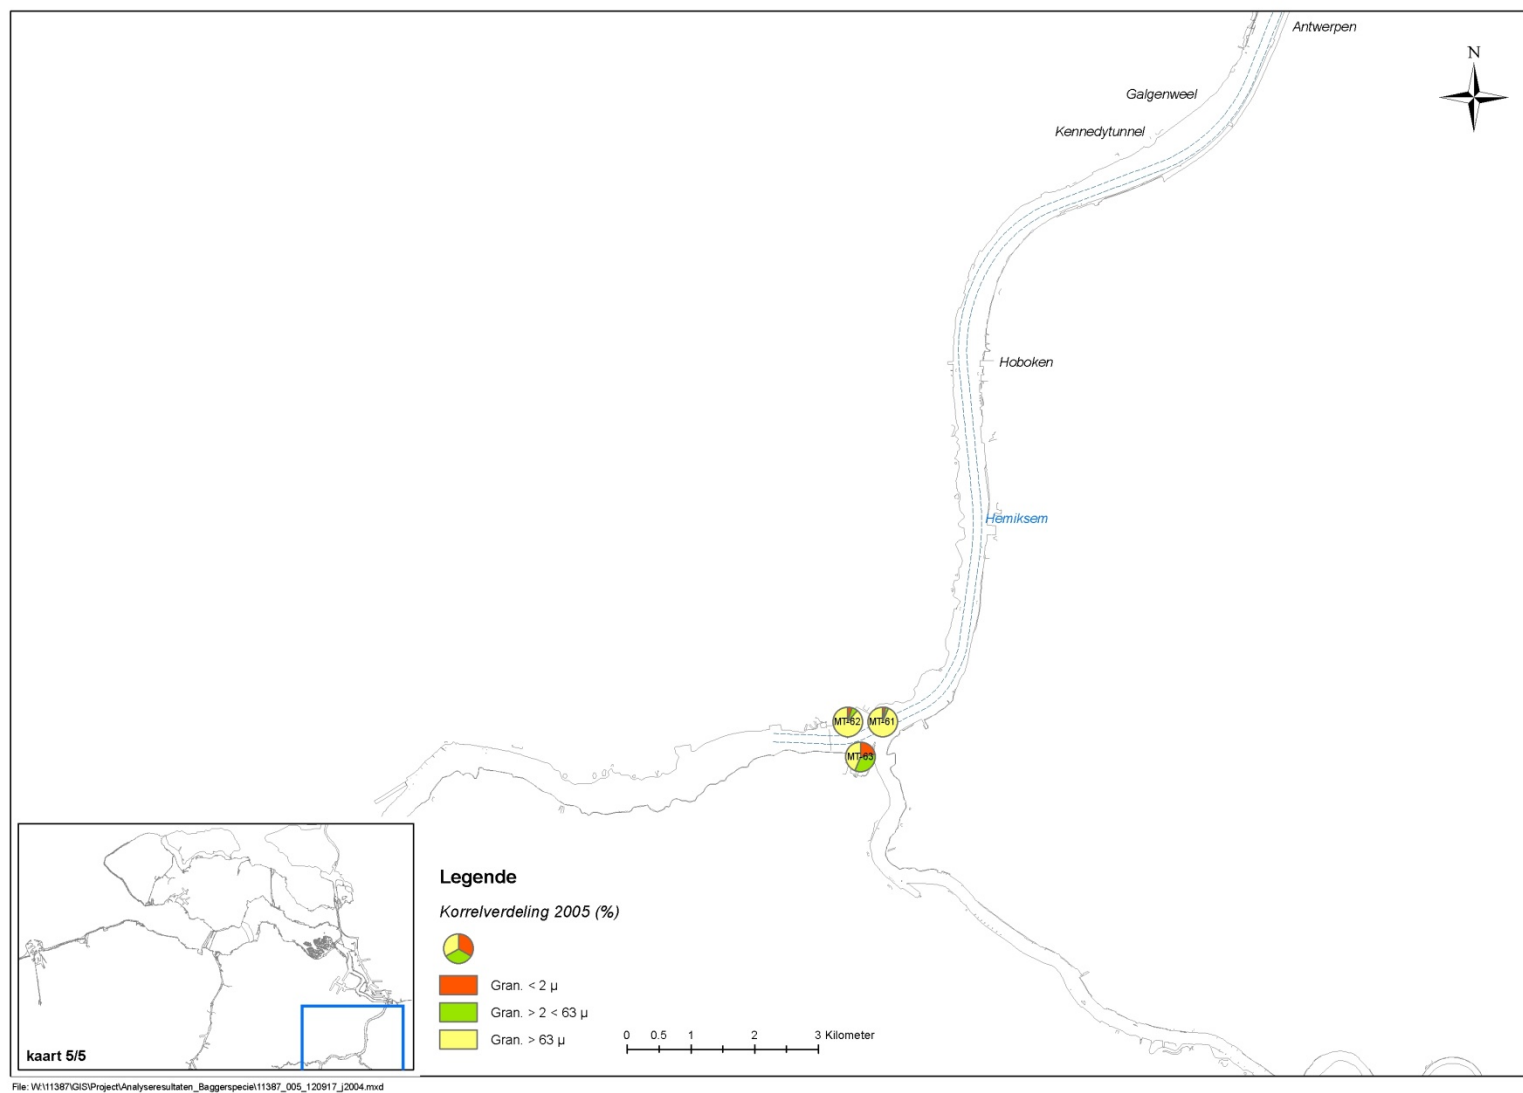 Antwerpen
N
Galgenweel
Kennedytunnel
Hoboken
Hemiksem
MT-62
MT-61
MT-63
Legende
Korrelverdeling 2005 (%)
Gran. < 2 µ
Gran. > 2 < 63 µ
Gran. > 63 µ
0 0.5 1 2 3 Kilometer
kaart 5/5
File: W:\11387\GIS\Project\Analyseresultaten_Baggerspecie\11387_005_120917_j2004.mxd